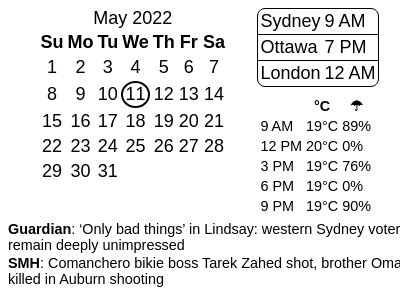 May 2022
Su Mo Tu We Th Fr Sa
1 2 3 4 5 6 7
8 9 10 11 12 13 14
15 16 17 18 19 20 21
22 23 24 25 26 27 28
29 30 31
Sydney 9 AM
Ottawa 7 PM
London 12 AM
°C ☂
9 AM 19°C 89%
12 PM 20°C 0%
3 PM 19°C 76%
6 PM 19°C 0%
9 PM 19°C 90%
Guardian: ‘Only bad things’ in Lindsay: western Sydney voter
remain deeply unimpressed
SMH: Comanchero bikie boss Tarek Zahed shot, brother Oma
killed in Auburn shooting